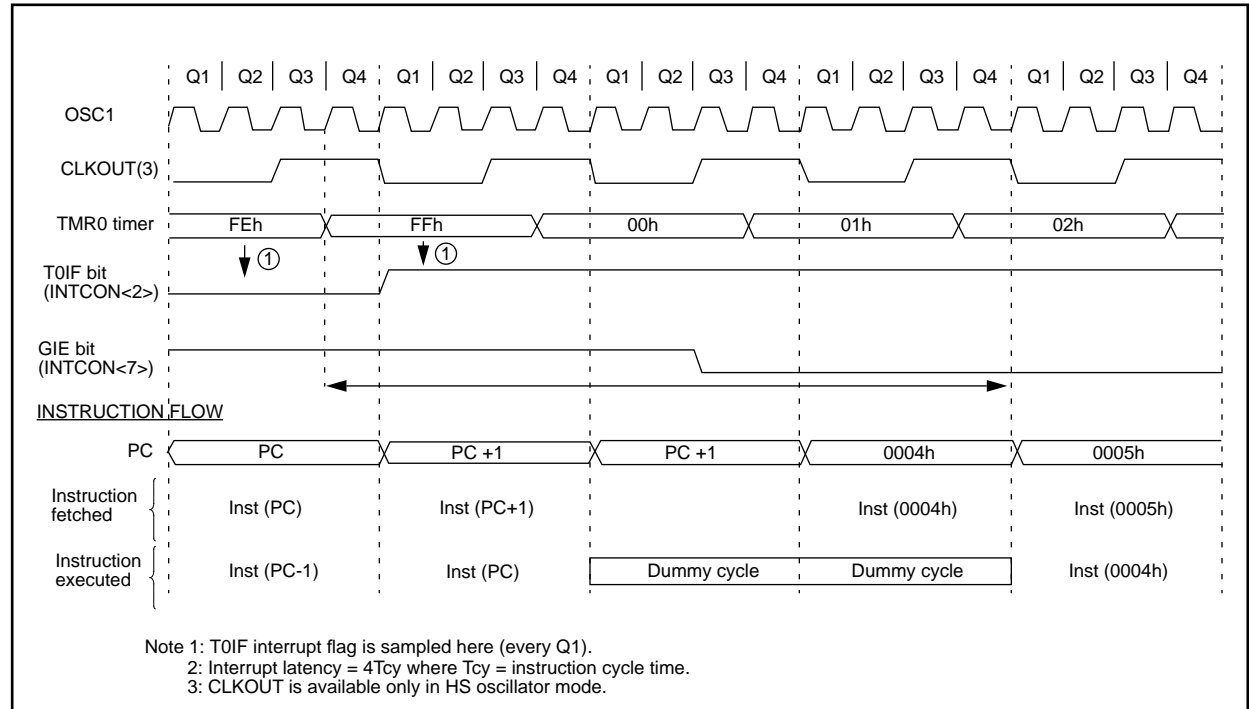 Q1 Q2 Q3 Q4 Q1 Q2 Q3 Q4 Q1 Q2 Q3 Q4 Q1 Q2 Q3 Q4 Q1 Q2 Q3 Q4
OSC1
CLKOUT(3)
TMR0 timer FEh FFh 00h 01h 02h
1 1
T0IF bit
(INTCON<2>)
GIE bit
(INTCON<7>)
INSTRUCTION FLOW
PC PC PC +1 PC +1 0004h 0005h
Instruction
fetched
Inst (PC) Inst (PC+1) Inst (0004h) Inst (0005h)
Instruction
executed
Inst (PC-1) Inst (PC) Dummy cycle Dummy cycle Inst (0004h)
Note 1: T0IF interrupt flag is sampled here (every Q1).
2: Interrupt latency = 4Tcy where Tcy = instruction cycle time.
3: CLKOUT is available only in HS oscillator mode.